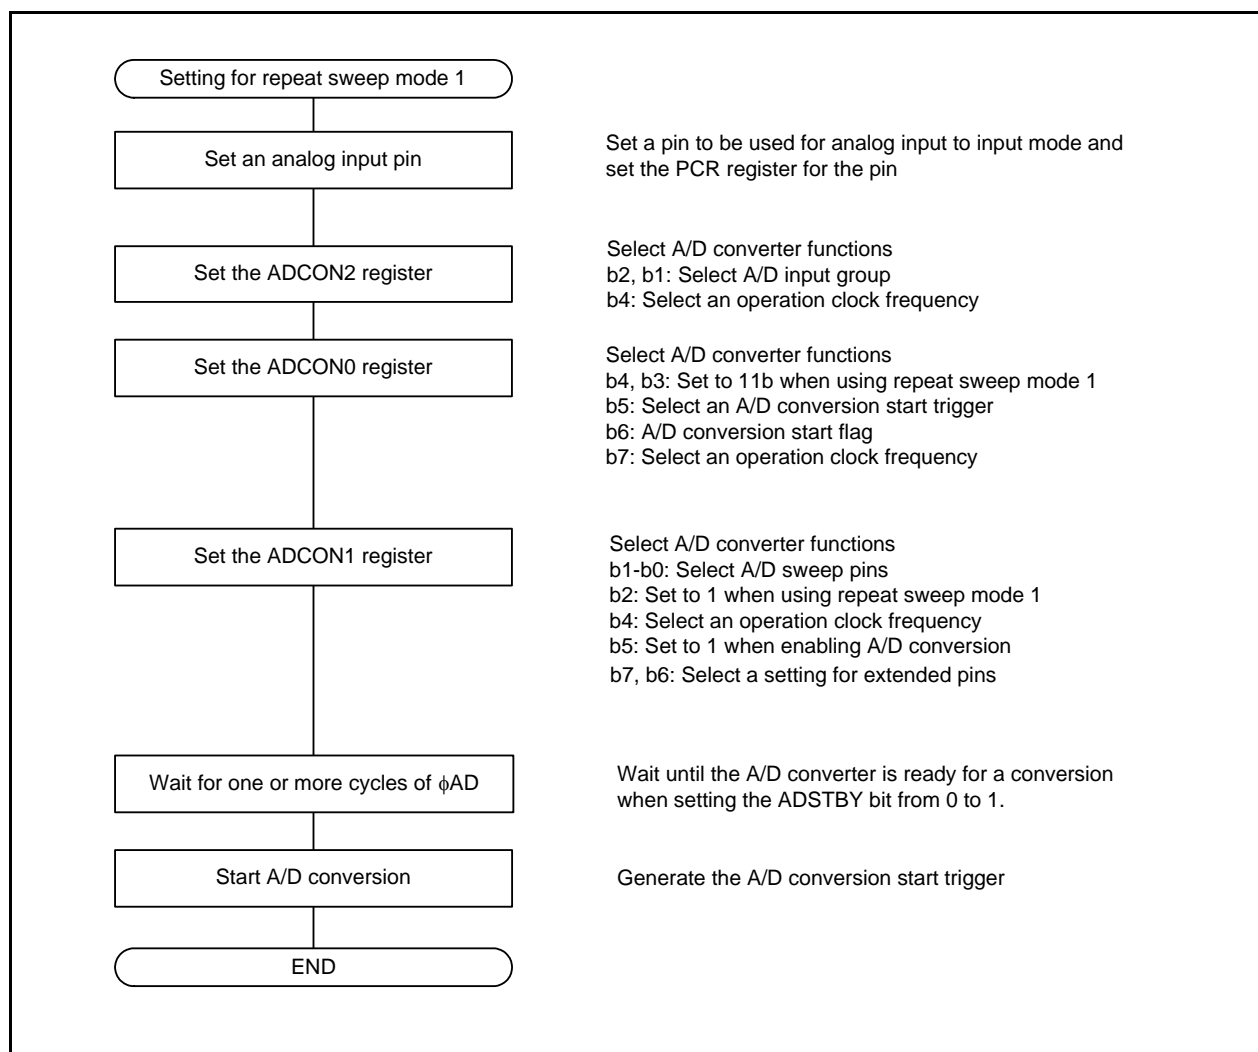 Setting for repeat sweep mode 1
Set an analog input pin
Set a pin to be used for analog input to input mode and
set the PCR register for the pin
Set the ADCON2 register
Select A/D converter functions
b2, b1: Select A/D input group
b4: Select an operation clock frequency
Set the ADCON0 register
Select A/D converter functions
b4, b3: Set to 11b when using repeat sweep mode 1
b5: Select an A/D conversion start trigger
b6: A/D conversion start flag
b7: Select an operation clock frequency
Set the ADCON1 register
Select A/D converter functions
b1-b0: Select A/D sweep pins
b2: Set to 1 when using repeat sweep mode 1
b4: Select an operation clock frequency
b5: Set to 1 when enabling A/D conversion
b7, b6: Select a setting for extended pins
Wait for one or more cycles of ϕAD
Wait until the A/D converter is ready for a conversion
when setting the ADSTBY bit from 0 to 1.
Start A/D conversion
Generate the A/D conversion start trigger
END